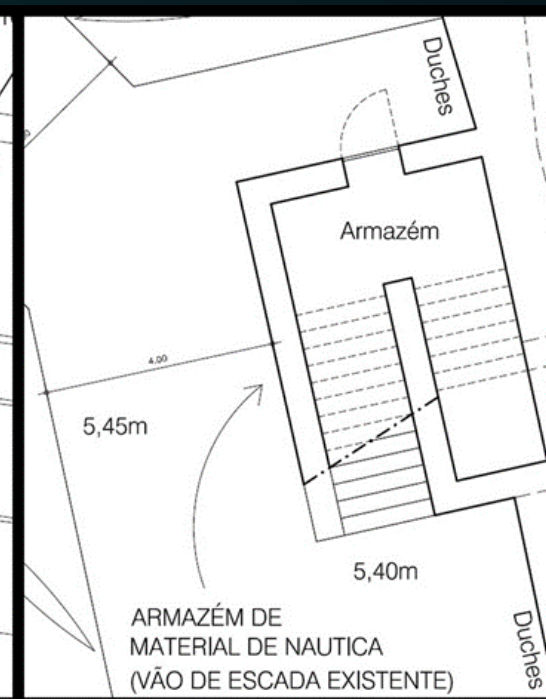 Duches
Armazém
4.00
5,45m
5,40m
ARMAZÉM DE
MATERIAL DE NAUTICA
(VÃO DE ESCADA EXISTENTE)
Duches